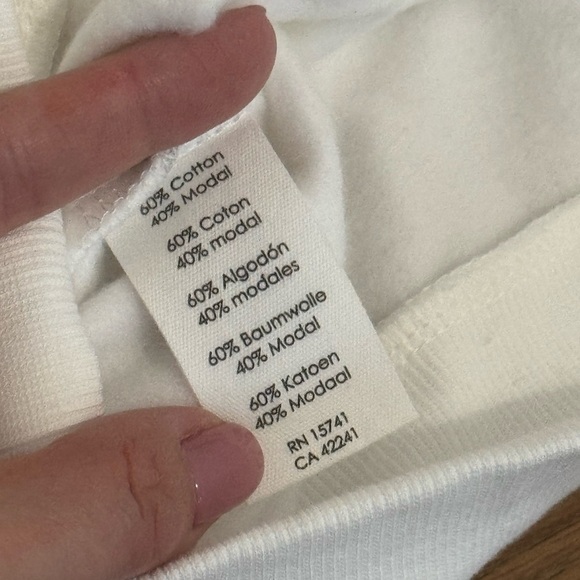 60% Cotton
40% Modal
60% Coton
40% modal
60% Algodón
40% modales
60% Baumwolle
40% Modal
60% Katoen
40% Modaal
RN 15741
CA 42241